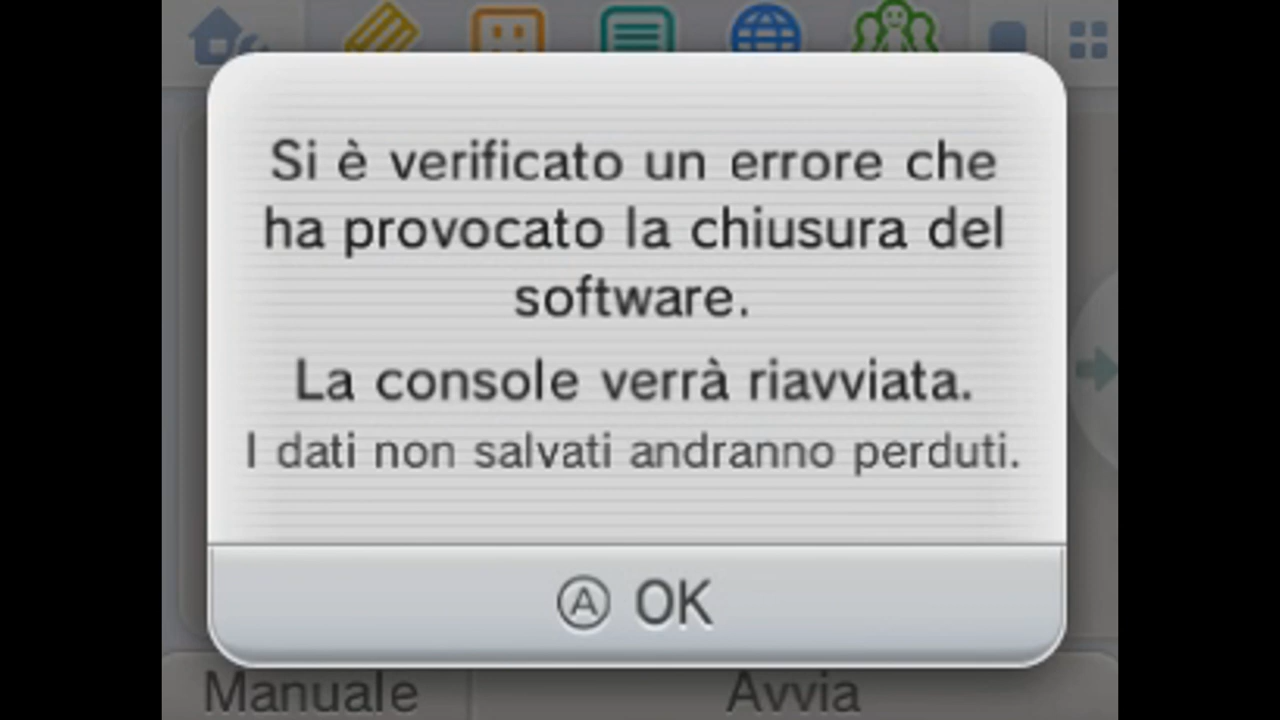 Si è verificato un errore che
ha provocato la chiusura del
software.
La console verrà riavviata.
I dati non salvati andranno perduti.
Ⓐ OK
Manuale Avvia